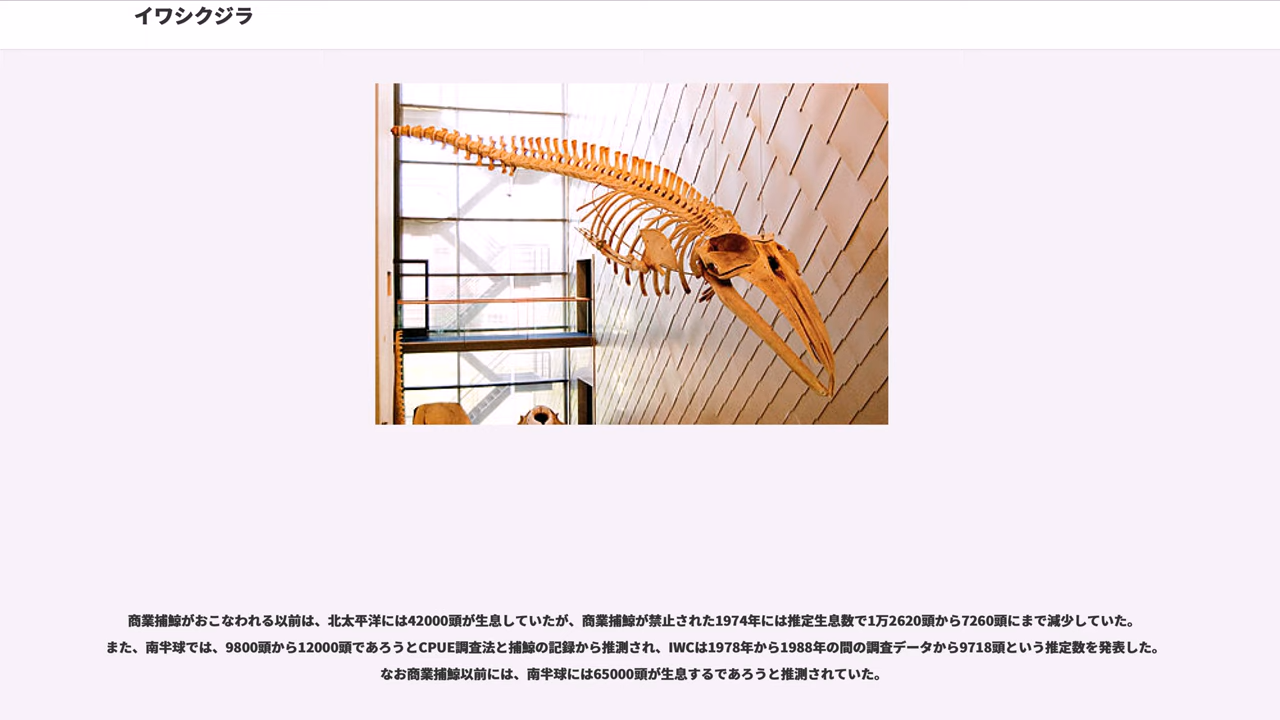 イワシクジラ
商業捕鯨がおこなわれる以前は、北太平洋には42000頭が生息していたが、商業捕鯨が禁止された1974年には推定生息数で1万2620頭から7260頭にまで減少していた。
また、南半球では、9800頭から12000頭であろうとCPUE調査法と捕鯨の記録から推測され、IWCは1978年から1988年の間の調査データから9718頭という推定数を発表した。
なお商業捕鯨以前には、南半球には65000頭が生息するであろうと推測されていた。